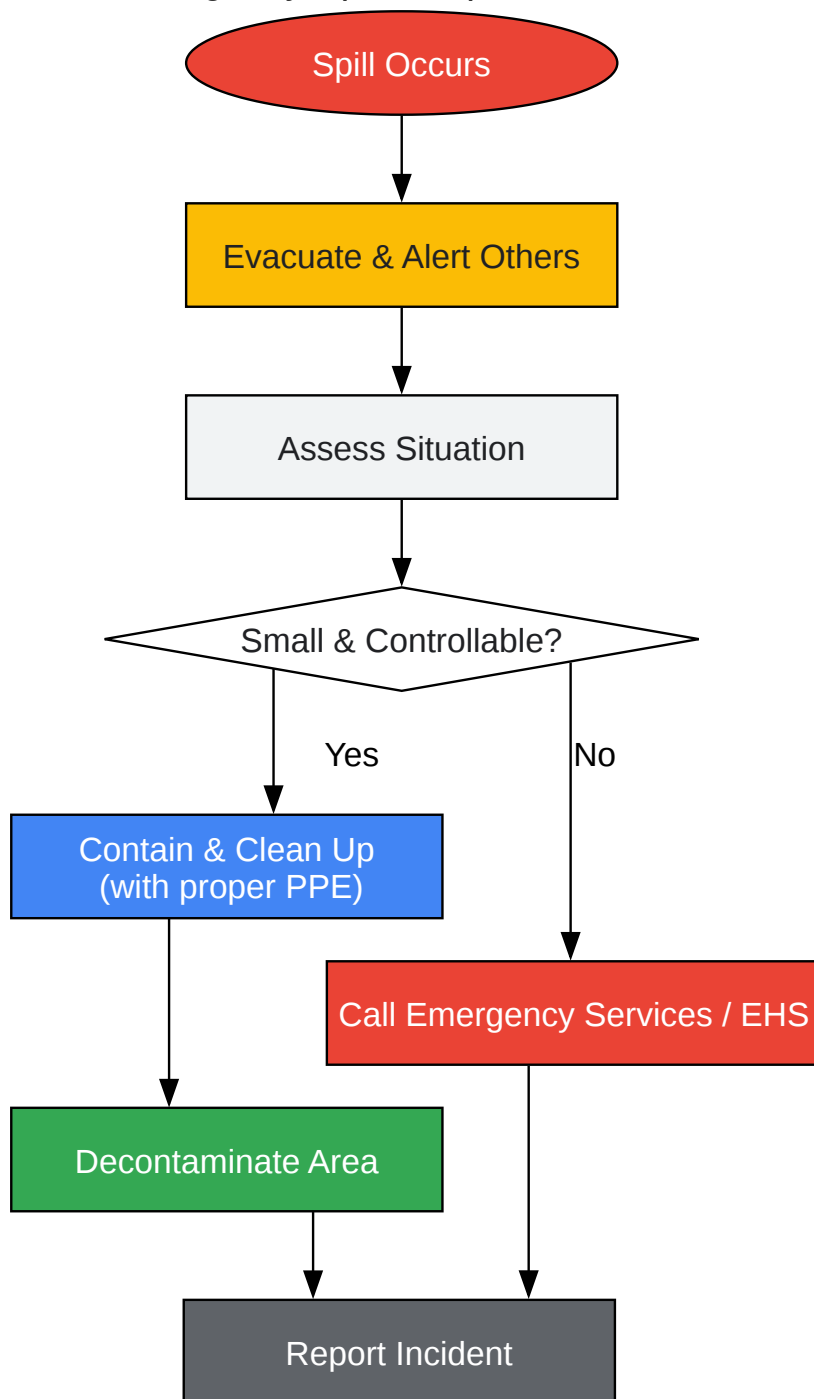 Spill Occurs
Evacuate & Alert Others
Assess Situation
Small & Controllable?
Yes
No
Contain & Clean Up
(with proper PPE)
Call Emergency Services / EHS
Decontaminate Area
Report Incident